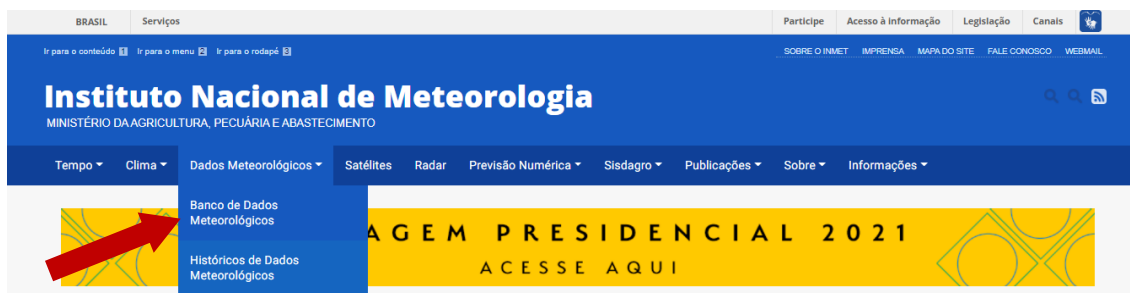 BRASIL Serviços Participe Acesso à informação Legislação Canais
Ir para o conteúdo 1 Ir para o menu 2 Ir para o rodapé 3 SOBRE O INMET IMPRENSA MAPA DO SITE FALE CONOSCO WEBMAIL
Instituto Nacional de Meteorologia
MINISTÉRIO DA AGRICULTURA, PECUÁRIA E ABASTECIMENTO
Tempo Clima Dados Meteorológicos Satélites Radar Previsão Numérica Sisdagro Publicações Sobre Informações
Banco de Dados
Meteorológicos
AGEM PRESIDENCIAL 2021
Históricos de Dados
Meteorológicos
ACESSE AQUI